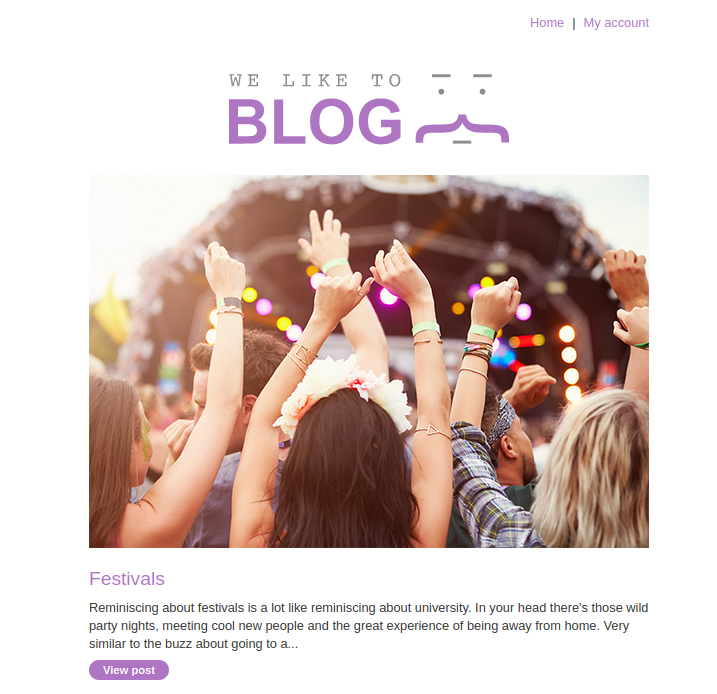 Home | My account
WE LIKE TO
BLOG
Festivals
Reminiscing about festivals is a lot like reminiscing about university. In your head there's those wild
party nights, meeting cool new people and the great experience of being away from home. Very
similar to the buzz about going to a...
View post